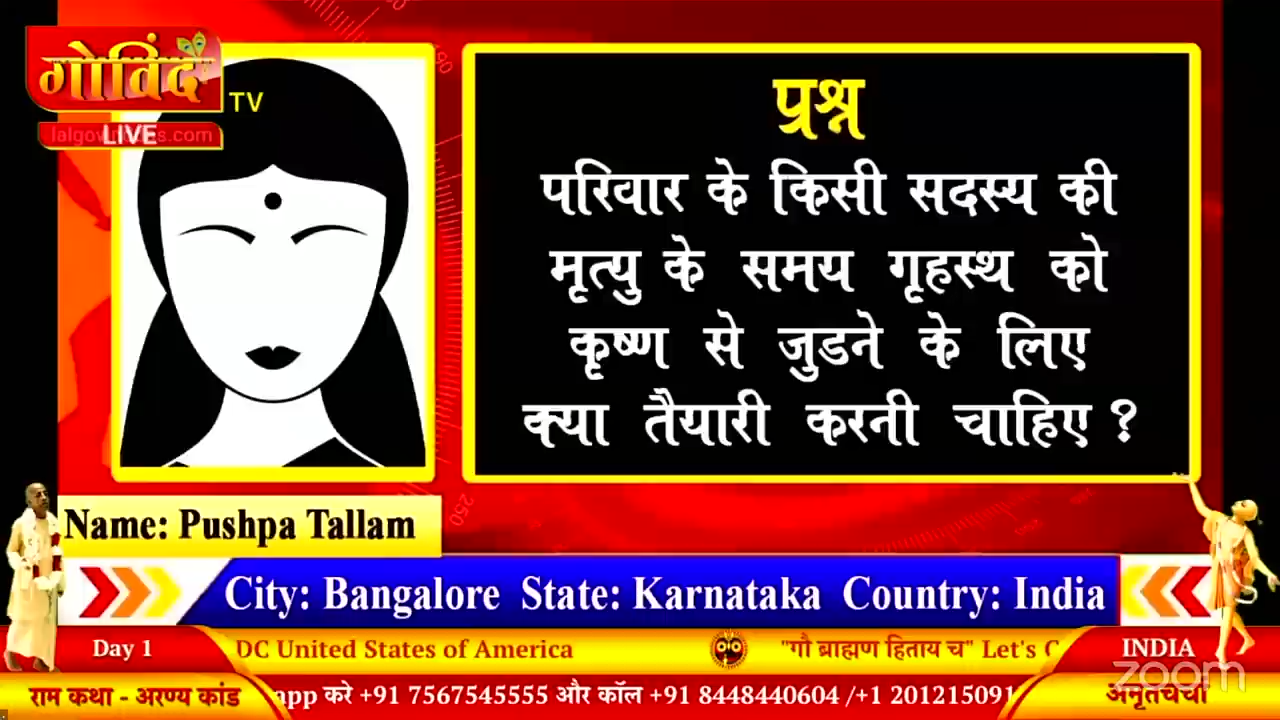 गोविंद
TV
LIVE
प्रश्न
परिवार के किसी सदस्य की
मृत्यु के समय गृहस्थ को
कृष्ण से जुडने के लिए
क्या तैयारी करनी चाहिए ?
Name: Pushpa Tallam
City: Bangalore State: Karnataka Country: India
Day 1
DC United States of America
"गौ ब्राह्मण हिताय च" Let's
INDIA
zoom
राम कथा - अरण्य कांड
app करे +91 7567545555 और कॉल +91 8448440604 /+1 201215091
अमृतचर्चा